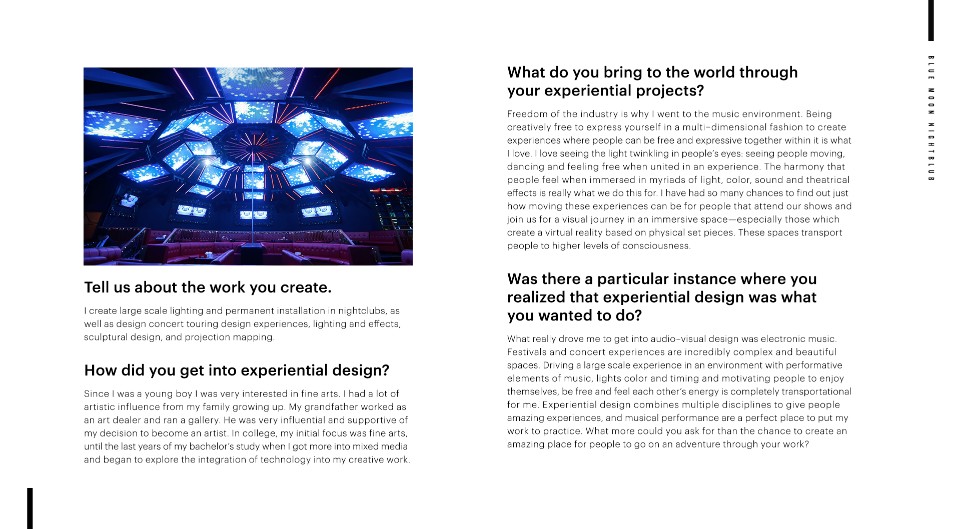 Tell us about the work you create.
I create large scale lighting and permanent installation in nightclubs, as
well as design concert touring design experiences, lighting and effects,
sculptural design, and projection mapping.
How did you get into experiential design?
Since I was a young boy I was very interested in fine arts. I had a lot of
artistic influence from my family growing up. My grandfather worked as
an art dealer and ran a gallery. He was very influential and supportive of
my decision to become an artist. In college, my initial focus was fine arts,
until the last years of my bachelor's study when I got more into mixed media
and began to explore the integration of technology into my creative work.
What do you bring to the world through
your experiential projects?
Freedom of the industry is why I went to the music environment. Being
creatively free to express yourself in a multi-dimensional fashion to create
experiences where people can be free and expressive together within it is what
I love. I love seeing the light twinkling in people's eyes; seeing people moving,
dancing and feeling free when united in an experience. The harmony that
people feel when immersed in myriads of light, color, sound and theatrical
effects is really what we do this for. I have had so many chances to find out just
how moving these experiences can be for people that attend our shows and
join us for a visual journey in an immersive space—especially those which
create a virtual reality based on physical set pieces. These spaces transport
people to higher levels of consciousness.
Was there a particular instance where you
realized that experiential design was what
you wanted to do?
What really drove me to get into audio-visual design was electronic music.
Festivals and concert experiences are incredibly complex and beautiful
spaces. Driving a large scale experience in an environment with performative
elements of music, lights color and timing and motivating people to enjoy
themselves, be free and feel each other's energy is completely transportational
for me. Experiential design combines multiple disciplines to give people
amazing experiences, and musical performance are a perfect place to put my
work to practice. What more could you ask for than the chance to create an
amazing place for people to go on an adventure through your work?
BLUE MOON NIGHTBLUB